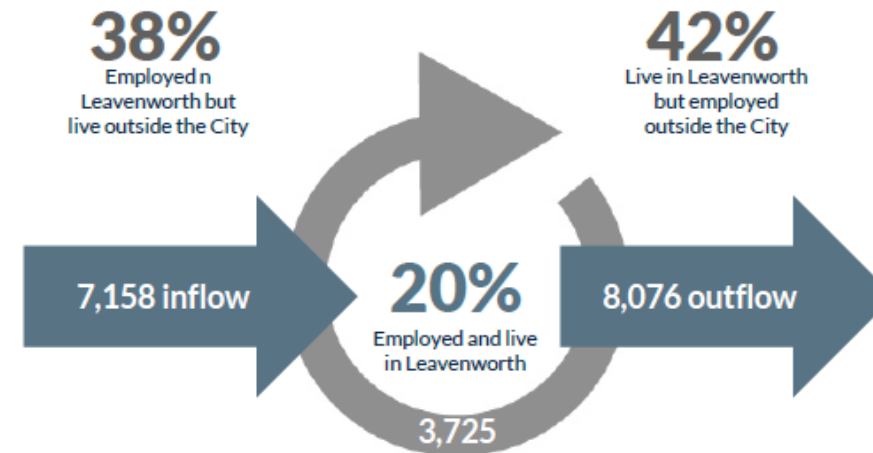 38%
Employed n
Leavenworth but
live outside the City
42%
Live in Leavenworth
but employed
outside the City
7,158 inflow
20%
Employed and live
in Leavenworth
8,076 outflow
3,725